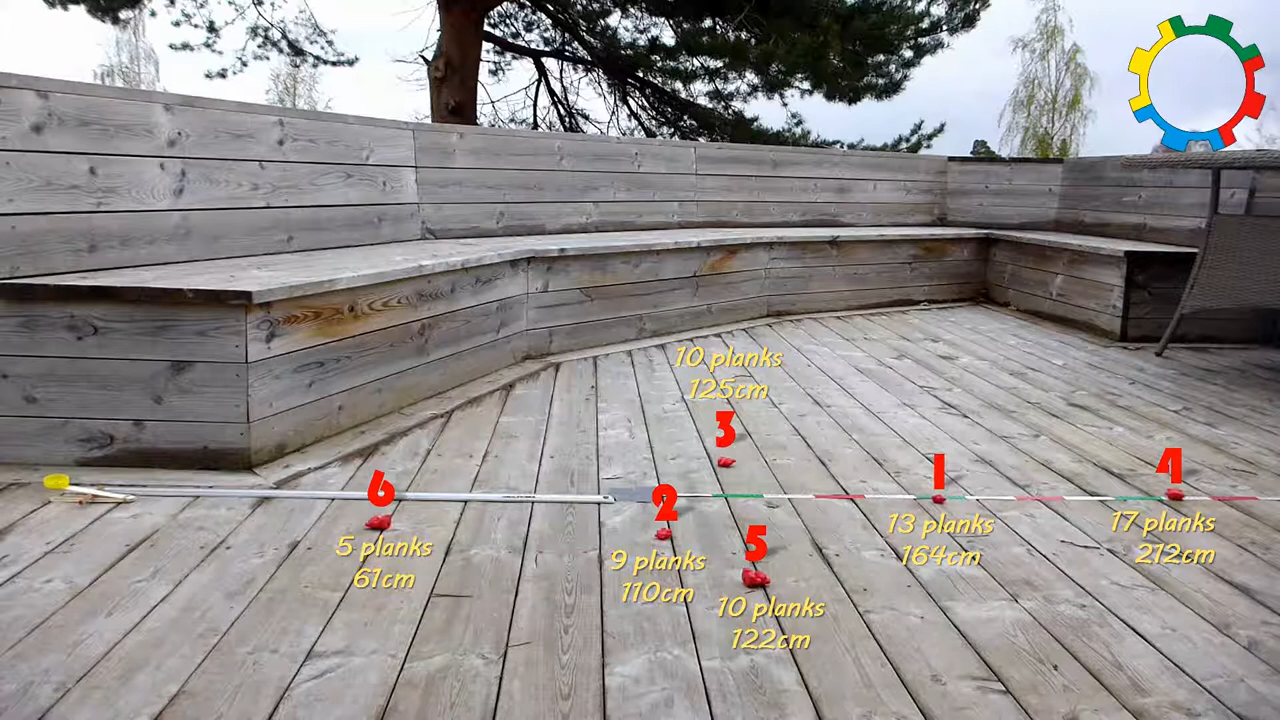 10 planks
125cm
3
6
2
1
4
13 planks
164cm
17 planks
212cm
5
5 planks
61cm
9 planks
110cm
10 planks
122cm